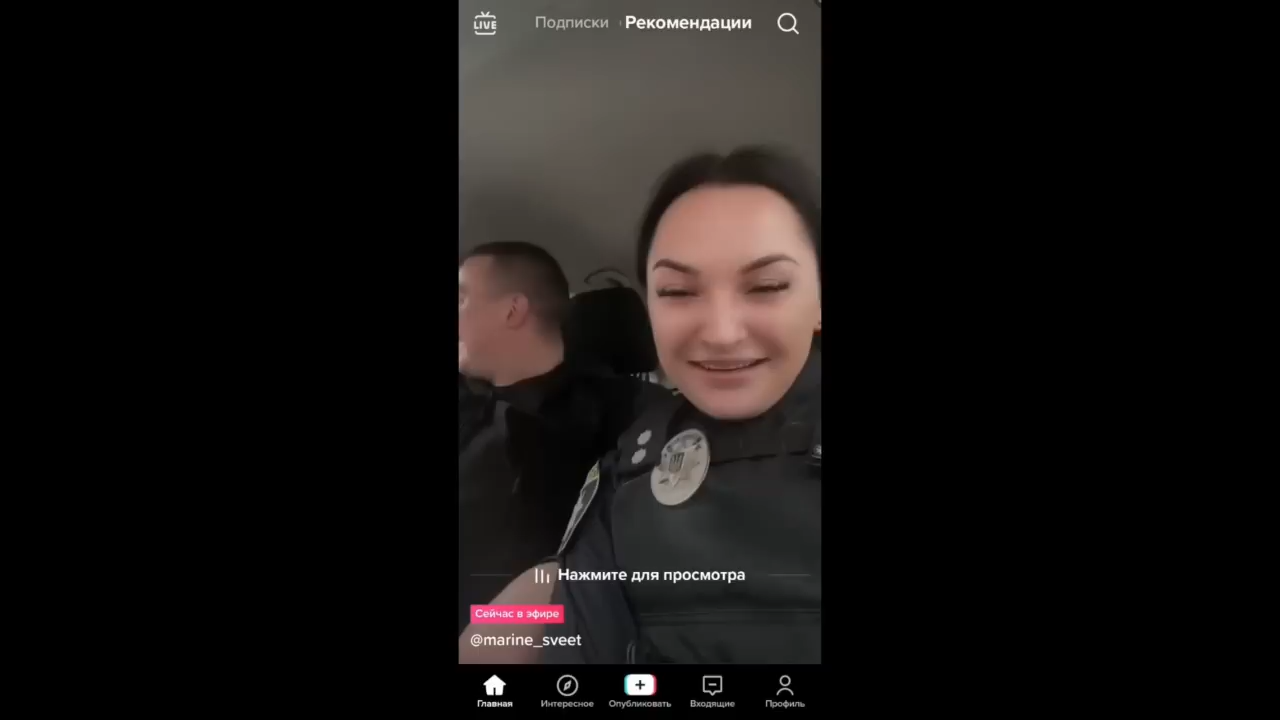 LIVE
Подписки Рекомендации
Нажмите для просмотра
Сейчас в эфире
@marine_sveet
Главная Интересное Опубликовать Входящие Профиль